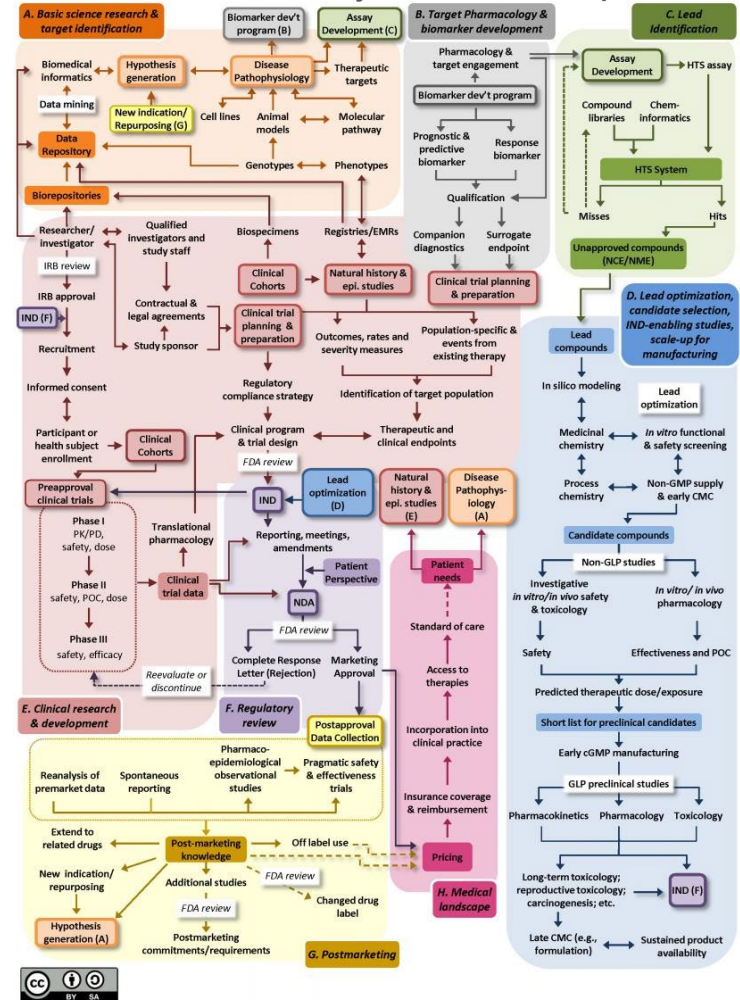 A. Basic science research &
target identification
Biomarker dev't
program (B)
Assay
Development (C)
Biomedical
informatics
Hypothesis
generation
Disease
Pathophysiology
Therapeutic
targets
Data mining
New indication/
Repurposing (G)
Cell lines
Animal
models
Molecular
pathway
Data
Repository
Genotypes
Phenotypes
Biorepositories
B. Target Pharmacology &
biomarker development
Pharmacology &
target engagement
Biomarker dev't program
Prognostic &
predictive
biomarker
Response
biomarker
Qualification
Companion
diagnostics
Surrogate
endpoint
Clinical trial planning
& preparation
C. Lead
Identification
Assay
Development
HTS assay
Compound
libraries
Chem-
informatics
HTS System
Misses
Hits
Unapproved compounds
(NCE/NME)
D. Lead optimization,
candidate selection,
IND-enabling studies,
scale-up for
manufacturing
Lead
compounds
In silico modeling
Lead
optimization
Medicinal
chemistry
In vitro functional
& safety screening
Process
chemistry
Non-GMP supply
& early CMC
Candidate compounds
Non-GLP studies
Investigative
in vitro/in vivo safety
& toxicology
In vitro/ in vivo
pharmacology
Safety
Effectiveness and POC
Predicted therapeutic dose/exposure
Short list for preclinical candidates
Early cGMP manufacturing
GLP preclinical studies
Pharmacokinetics
Pharmacology
Toxicology
Long-term toxicology;
reproductive toxicology;
carcinogenesis; etc.
IND (F)
Late CMC (e.g.,
formulation)
Sustained product
availability
Researcher/
investigator
Qualified
investigators and
study staff
Biospecimens
Registries/EMRs
IRB review
IRB approval
IND (F)
Contractual &
legal agreements
Clinical
Cohorts
Natural history &
epi. studies
Clinical trial
planning &
preparation
Recruitment
Study sponsor
Outcomes, rates and
severity measures
Population-specific &
events from
existing therapy
Informed consent
Regulatory
compliance strategy
Identification of target population
Participant or
health subject
enrollment
Clinical
Cohorts
Clinical program
& trial design
Therapeutic and
clinical endpoints
FDA review
Preapproval
clinical trials
Phase I
PK/PD,
safety, dose
Phase II
safety, POC, dose
Phase III
safety, efficacy
Translational
pharmacology
Clinical
trial data
E. Clinical research
& development
IND
Lead
optimization
(D)
Reporting, meetings,
amendments
Patient
Perspective
NDA
FDA review
Complete Response
Letter (Rejection)
Marketing
Approval
Reevaluate or
discontinue
F. Regulatory
review
Natural
history &
epi. studies
(E)
Disease
Pathophys-
iology
(A)
Patient
needs
Standard of care
Access to
therapies
Incorporation into
clinical practice
Insurance coverage
& reimbursement
Pricing
H. Medical
landscape
Postapproval
Data Collection
Reanalysis of
premarket data
Spontaneous
reporting
Pharmaco-
epidemiological
observational
studies
Pragmatic safety
& effectiveness
trials
Extend to
related drugs
Post-marketing
knowledge
Off label use
New indication/
repurposing
Additional studies
FDA review
FDA review
Changed drug
label
Hypothesis
generation (A)
Postmarketing
commitments/requirements
G. Postmarketing
cc
BY SA